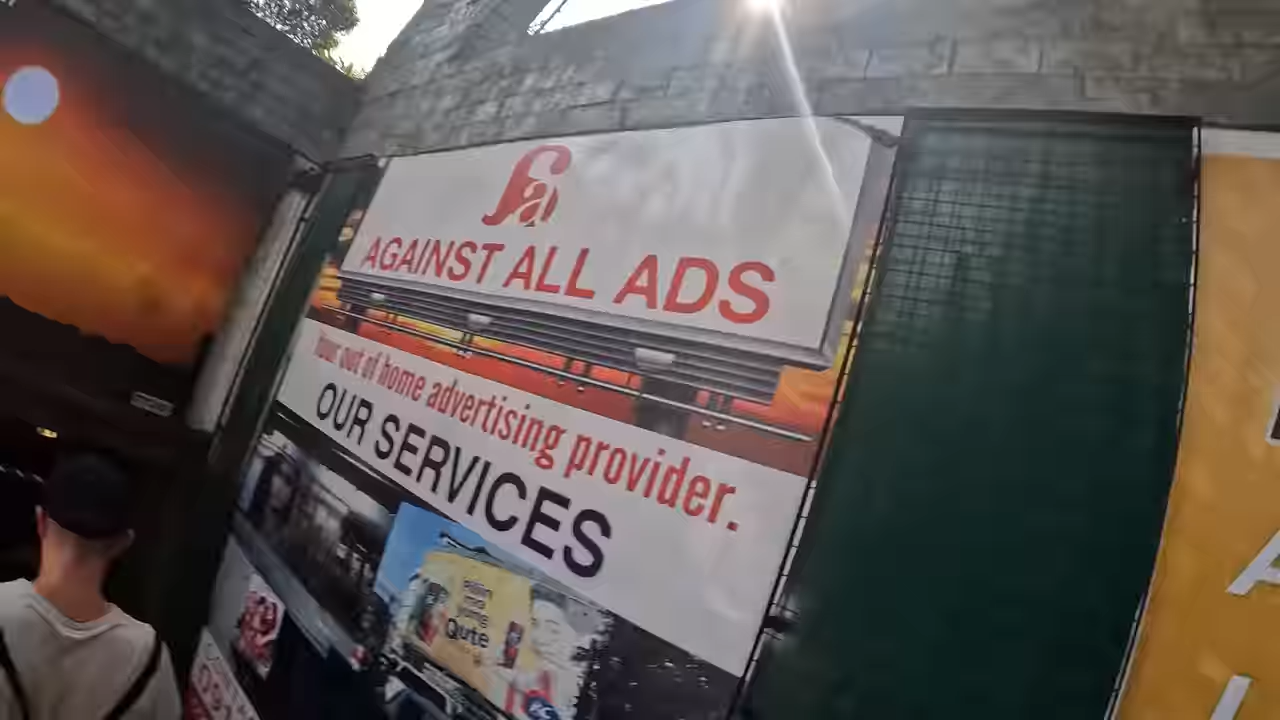 AGAINST ALL ADS
Your out of home advertising provider.
OUR SERVICES
Qute